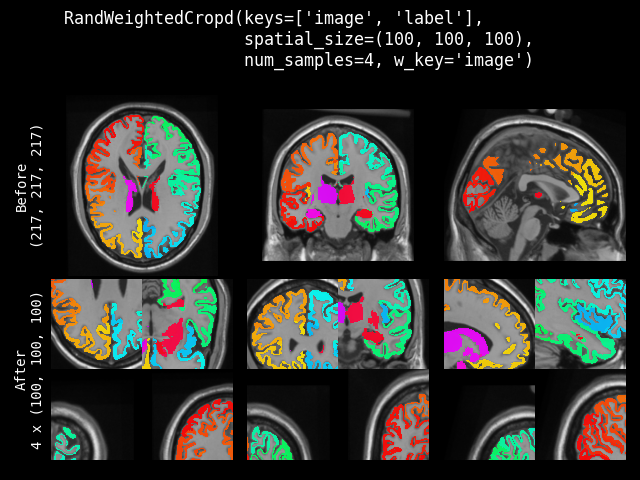 RandWeightedCropd(keys=['image', 'label'],
spatial_size=(100, 100, 100),
num_samples=4, w_key='image')
Before
(217, 217, 217)
After
4 x (100, 100, 100)